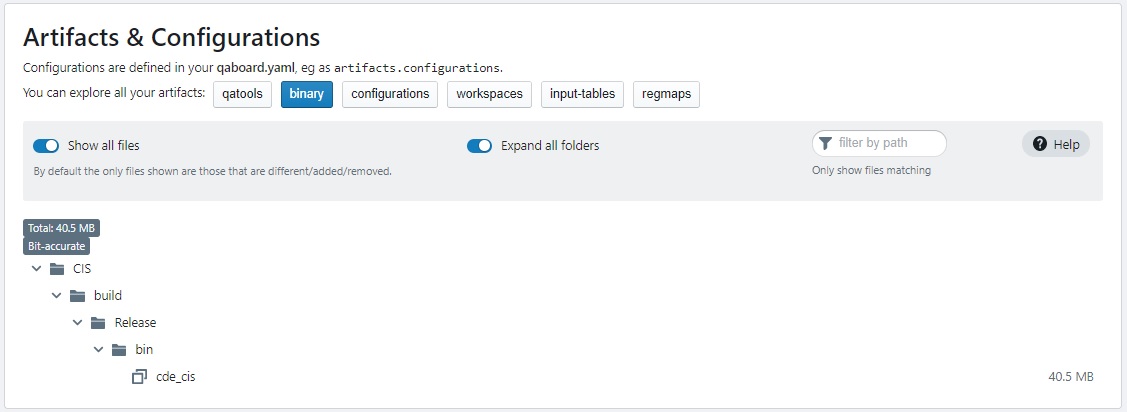 Artifacts & Configurations
Configurations are defined in your qaboard.yaml, eg as artifacts.configurations.
You can explore all your artifacts: qatools binary configurations workspaces input-tables regmaps
Show all files Expand all folders filter by path Help
By default the only files shown are those that are different/added/removed. Only show files matching
Total: 40.5 MB
Bit-accurate
CIS
build
Release
bin
cde_cis 40.5 MB